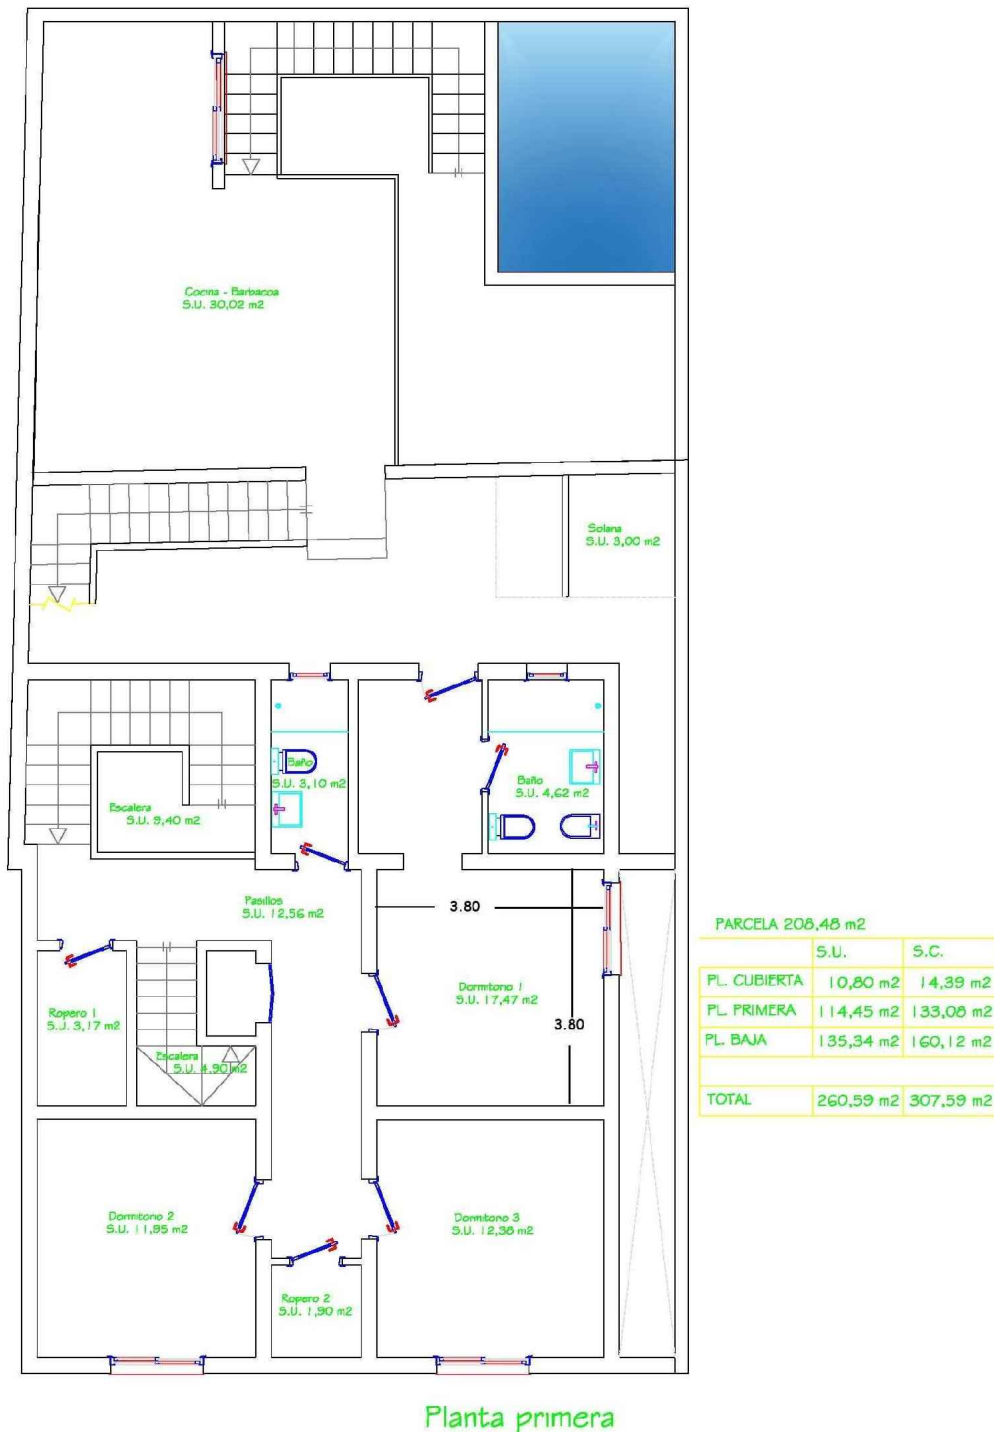 Cocina - Barbacoa
S.U. 30,02 m2
Solana
S.U. 3,00 m2
Baño
S.U. 3,10 m2
Baño
S.U. 4,62 m2
Escalera
S.U. 9,40 m2
Pasillos
S.U. 12,56 m2
3.80
Dormitorio 1
S.U. 17,47 m2
3.80
Ropero 1
S.U. 3,17 m2
Escalera
S.U. 4,90 m2
Dormitorio 2
S.U. 11,95 m2
Dormitorio 3
S.U. 12,38 m2
Ropero 2
S.U. 1,90 m2
PARCELA 208,48 m2
S.U. S.C.
PL. CUBIERTA 10,80 m2 14,39 m2
PL. PRIMERA 114,45 m2 133,08 m2
PL. BAJA 135,34 m2 160,12 m2
TOTAL 260,59 m2 307,59 m2
Planta primera